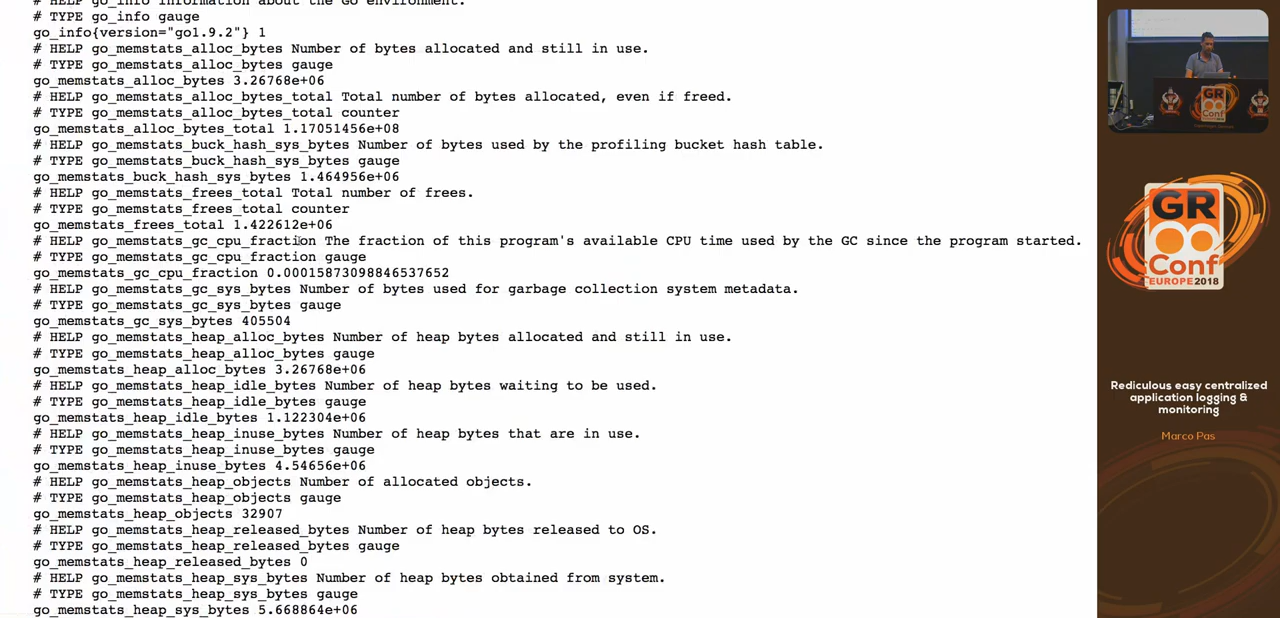 # HELP go_info Information about the Go environment.
# TYPE go_info gauge
go_info{version="go1.9.2"} 1
# HELP go_memstats_alloc_bytes Number of bytes allocated and still in use.
# TYPE go_memstats_alloc_bytes gauge
go_memstats_alloc_bytes 3.26768e+06
# HELP go_memstats_alloc_bytes_total Total number of bytes allocated, even if freed.
# TYPE go_memstats_alloc_bytes_total counter
go_memstats_alloc_bytes_total 1.17051456e+08
# HELP go_memstats_buck_hash_sys_bytes Number of bytes used by the profiling bucket hash table.
# TYPE go_memstats_buck_hash_sys_bytes gauge
go_memstats_buck_hash_sys_bytes 1.464956e+06
# HELP go_memstats_frees_total Total number of frees.
# TYPE go_memstats_frees_total counter
go_memstats_frees_total 1.422612e+06
# HELP go_memstats_gc_cpu_fraction The fraction of this program's available CPU time used by the GC since the program started.
# TYPE go_memstats_gc_cpu_fraction gauge
go_memstats_gc_cpu_fraction 0.00015873098846537652
# HELP go_memstats_gc_sys_bytes Number of bytes used for garbage collection system metadata.
# TYPE go_memstats_gc_sys_bytes gauge
go_memstats_gc_sys_bytes 405504
# HELP go_memstats_heap_alloc_bytes Number of heap bytes allocated and still in use.
# TYPE go_memstats_heap_alloc_bytes gauge
go_memstats_heap_alloc_bytes 3.26768e+06
# HELP go_memstats_heap_idle_bytes Number of heap bytes waiting to be used.
# TYPE go_memstats_heap_idle_bytes gauge
go_memstats_heap_idle_bytes 1.122304e+06
# HELP go_memstats_heap_inuse_bytes Number of heap bytes that are in use.
# TYPE go_memstats_heap_inuse_bytes gauge
go_memstats_heap_inuse_bytes 4.54656e+06
# HELP go_memstats_heap_objects Number of allocated objects.
# TYPE go_memstats_heap_objects gauge
go_memstats_heap_objects 32907
# HELP go_memstats_heap_released_bytes Number of heap bytes released to OS.
# TYPE go_memstats_heap_released_bytes gauge
go_memstats_heap_released_bytes 0
# HELP go_memstats_heap_sys_bytes Number of heap bytes obtained from system.
# TYPE go_memstats_heap_sys_bytes gauge
go_memstats_heap_sys_bytes 5.668864e+06
GR
Conf
GR
Conf
EUROPE 2018
Rediculous easy centralized
application logging &
monitoring
Marco Pas